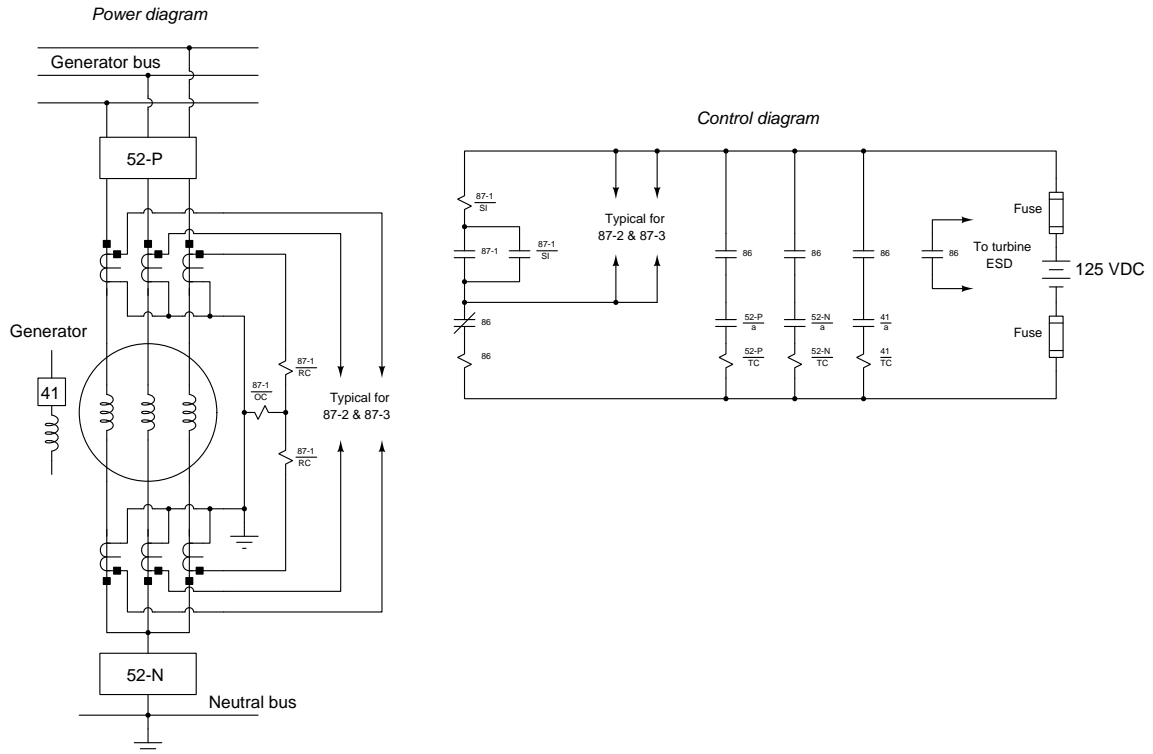 Power diagram
Generator bus
52-P
Generator
41
87-1
RC
87-1
OC
87-1
RC
Typical for
87-2 & 87-3
52-N
Neutral bus
Control diagram
87-1
SI
87-1
87-1
SI
86
86
Typical for
87-2 & 87-3
86
52-P
a
52-P
TC
86
52-N
a
52-N
TC
86
41
a
41
TC
86
To turbine
ESD
Fuse
125 VDC
Fuse